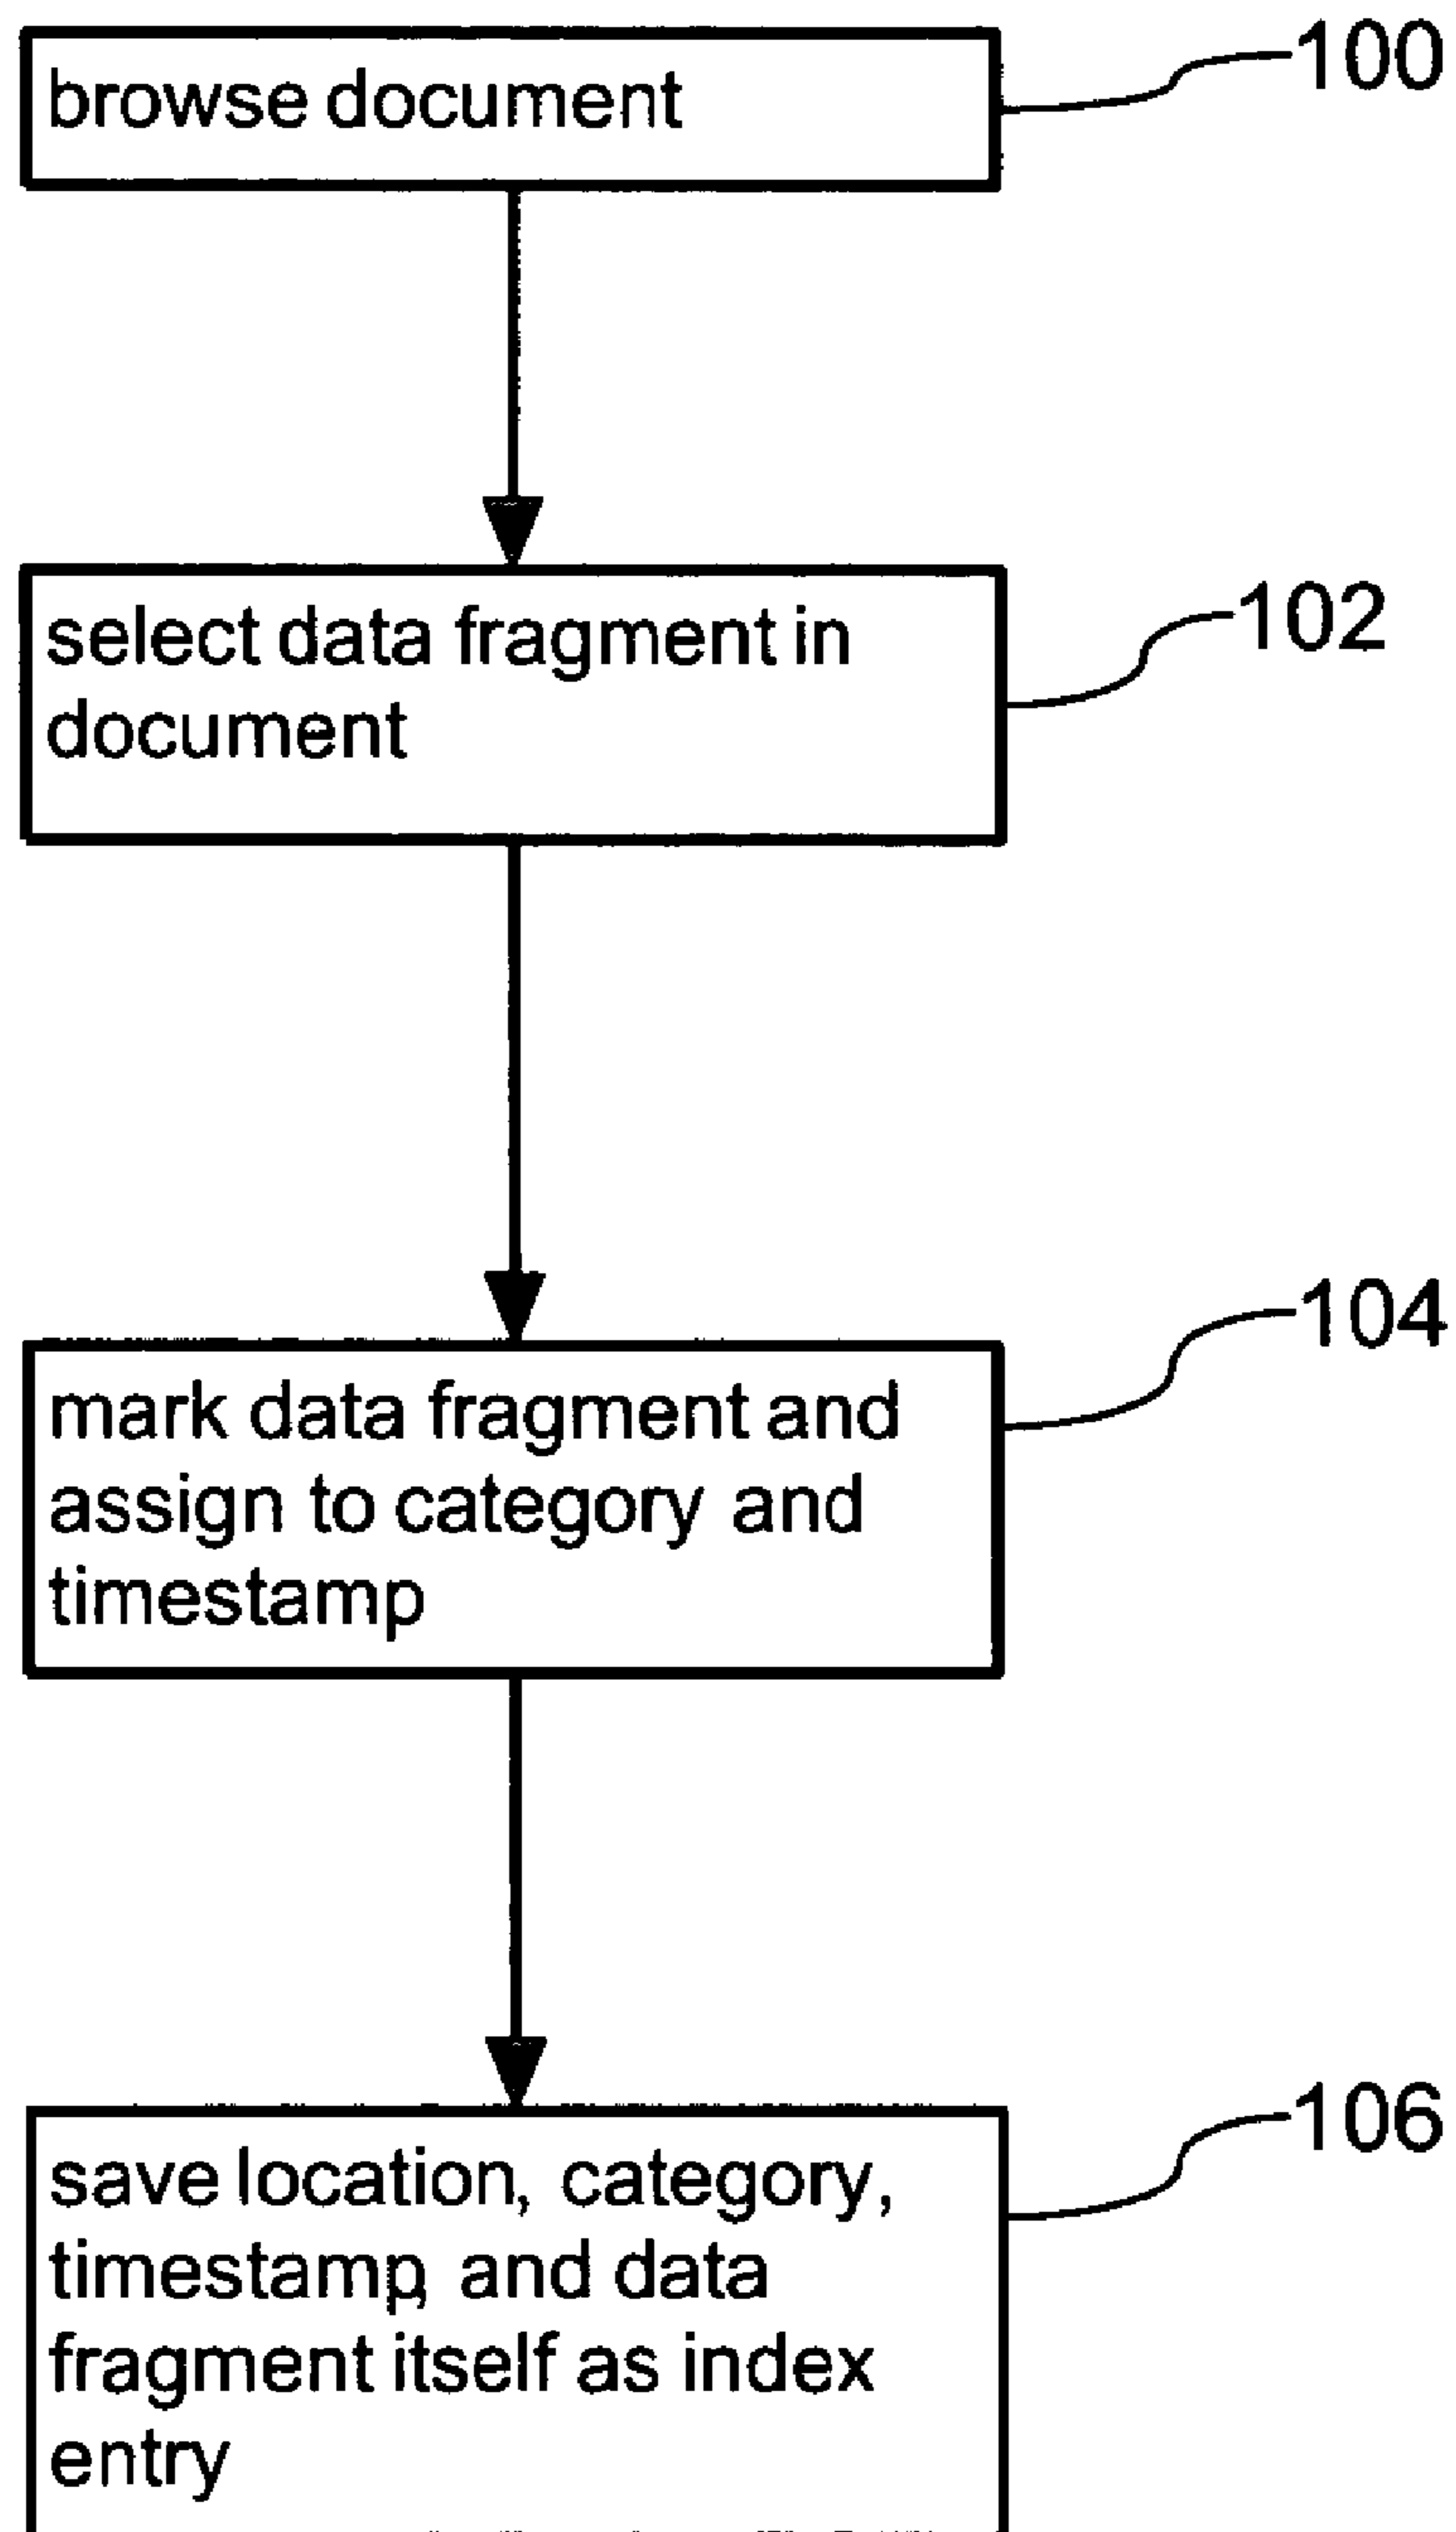 browse document
100
select data fragment in
document
102
mark data fragment and
assign to category and
timestamp
104
save location, category,
timestamp, and data
fragment itself as index
entry
106